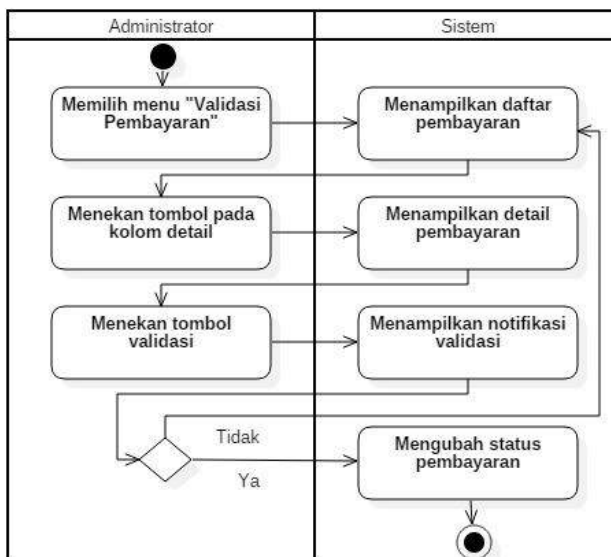 Administrator
Sistem
Memilih menu "Validasi
Pembayaran"
Menampilkan daftar
pembayaran
Menekan tombol pada
kolom detail
Menampilkan detail
pembayaran
Menekan tombol
validasi
Menampilkan notifikasi
validasi
Tidak
Ya
Mengubah status
pembayaran